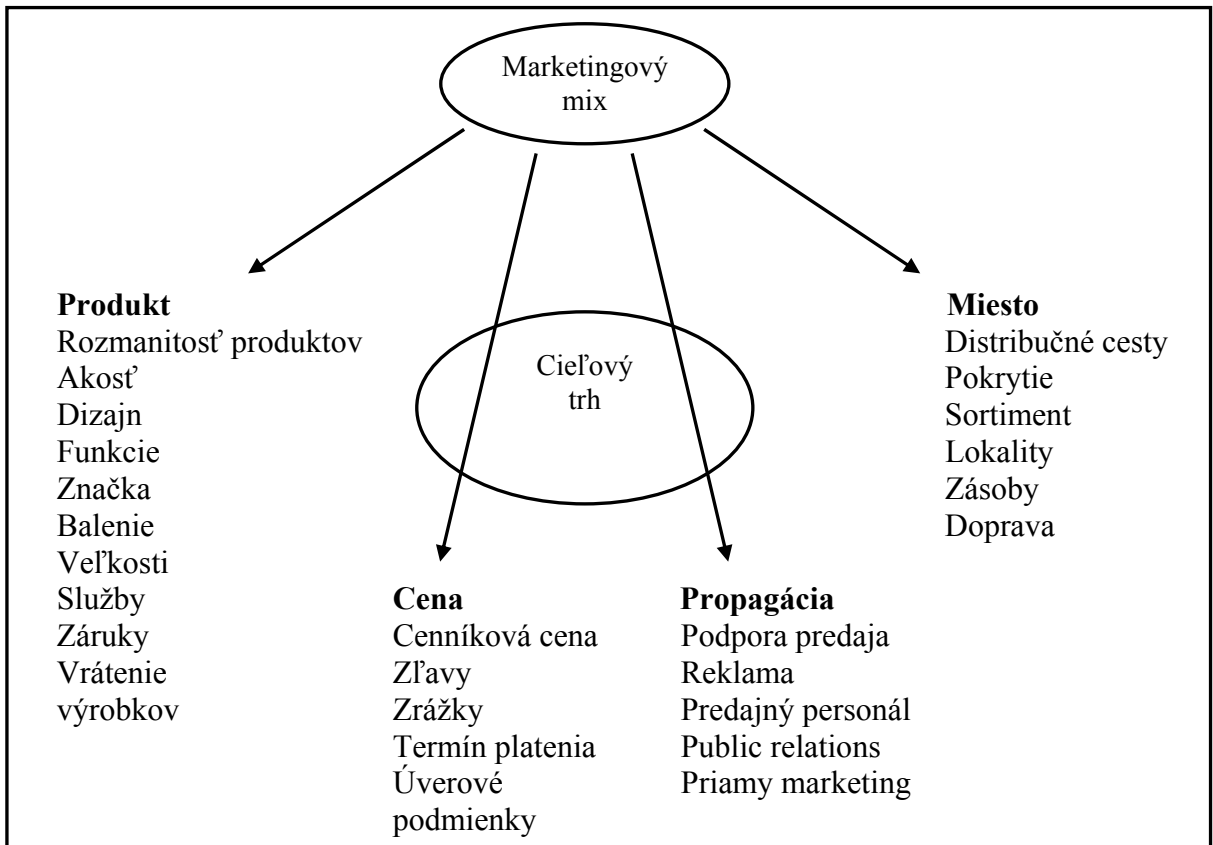 Marketingový
mix
Cieľový
trh
Produkt
Rozmanitosť produktov
Akosť
Dizajn
Funkcie
Značka
Balenie
Veľkosti
Služby
Záruky
Vrátenie
výrobkov
Cena
Cenníková cena
Zľavy
Zrážky
Termín platenia
Úverové
podmienky
Propagácia
Podpora predaja
Reklama
Predajný personál
Public relations
Priamy marketing
Miesto
Distribučné cesty
Pokrytie
Sortiment
Lokality
Zásoby
Doprava